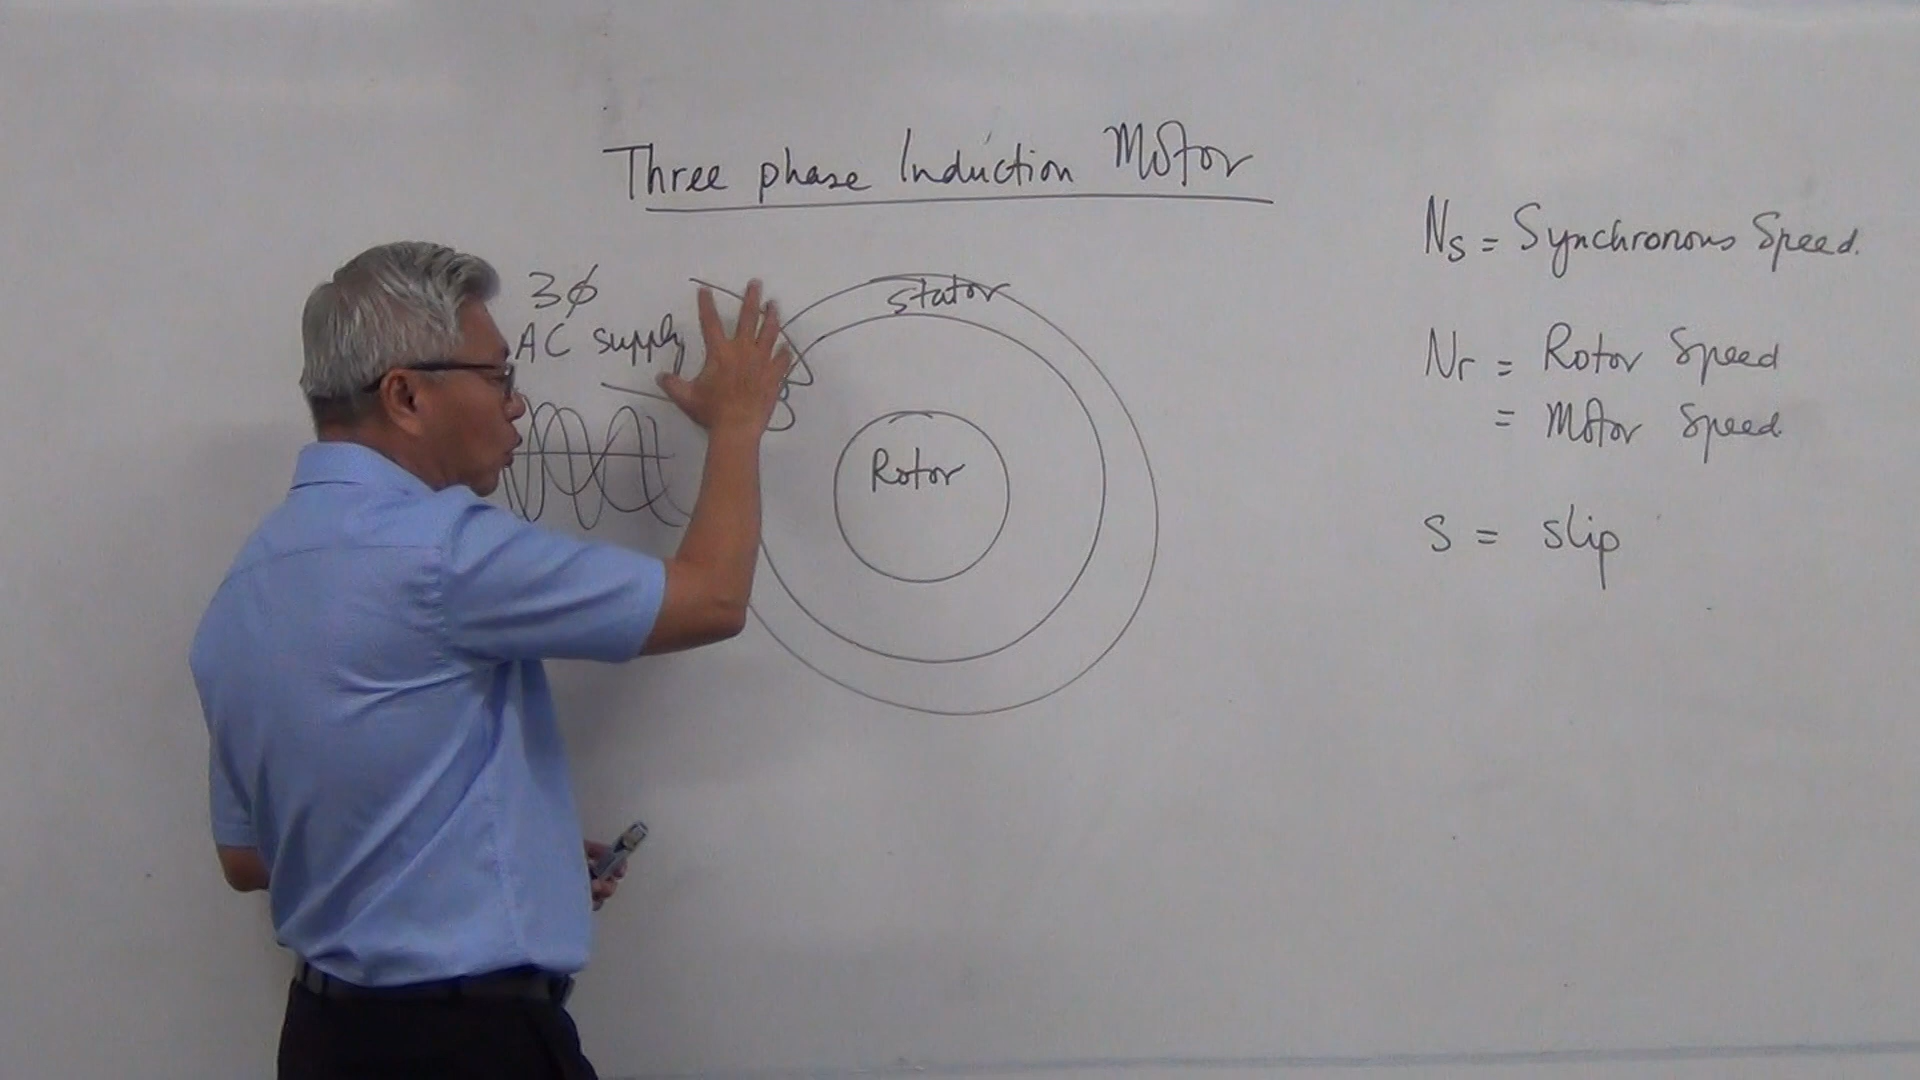 Three phase Induction Motor
3φ
AC supply
stator
Rotor
Ns = Synchronous Speed.
Nr = Rotor Speed
= Motor Speed
s = slip